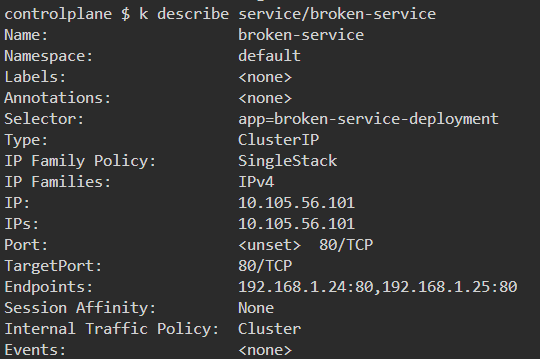 controlplane $ k describe service/broken-service
Name:                     broken-service
Namespace:                default
Labels:                   <none>
Annotations:              <none>
Selector:                 app=broken-service-deployment
Type:                     ClusterIP
IP Family Policy:         SingleStack
IP Families:              IPv4
IP:                       10.105.56.101
IPs:                      10.105.56.101
Port:                     <unset>  80/TCP
TargetPort:               80/TCP
Endpoints:                192.168.1.24:80,192.168.1.25:80
Session Affinity:         None
Internal Traffic Policy:  Cluster
Events:                   <none>